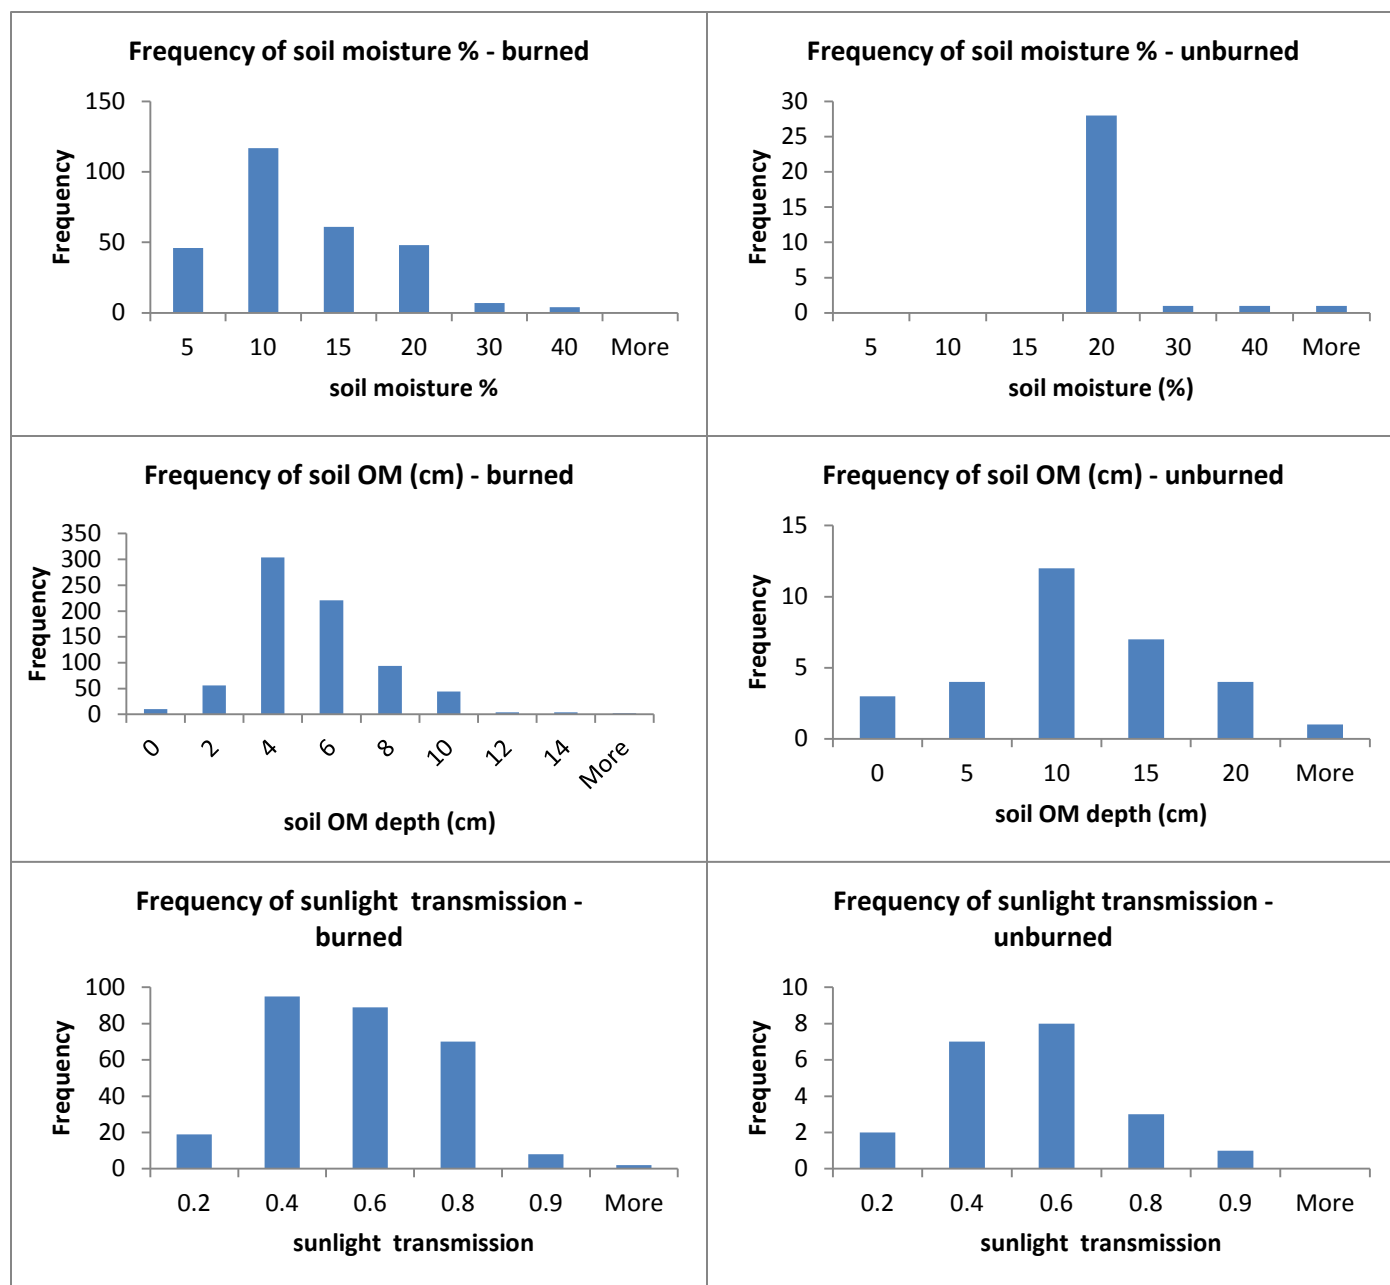 Frequency of soil moisture % - burned
150
100
50
0
Frequency
5 10 15 20 30 40 More
soil moisture %
Frequency of soil moisture % - unburned
30
25
20
15
10
5
0
Frequency
5 10 15 20 30 40 More
soil moisture (%)
Frequency of soil OM (cm) - burned
350
300
250
200
150
100
50
0
Frequency
0 2 4 6 8 10 12 14 More
soil OM depth (cm)
Frequency of soil OM (cm) - unburned
15
10
5
0
Frequency
0 5 10 15 20 More
soil OM depth (cm)
Frequency of sunlight transmission -
burned
100
80
60
40
20
0
Frequency
0.2 0.4 0.6 0.8 0.9 More
sunlight transmission
Frequency of sunlight transmission -
unburned
10
8
6
4
2
0
Frequency
0.2 0.4 0.6 0.8 0.9 More
sunlight transmission